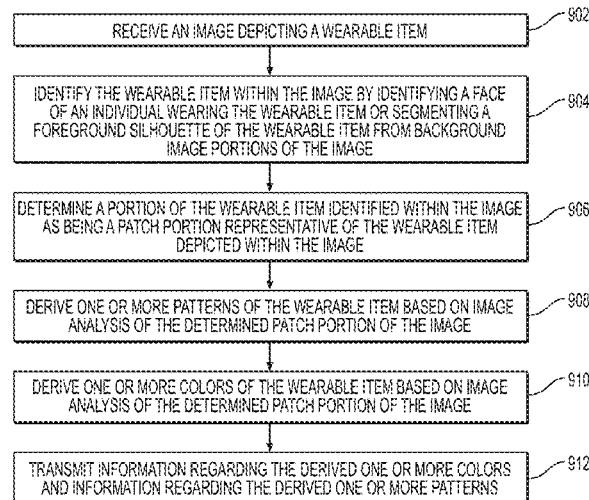 RECEIVE AN IMAGE DEPICTING A WEARABLE ITEM
902
IDENTIFY THE WEARABLE ITEM WITHIN THE IMAGE BY IDENTIFYING A FACE
OF AN INDIVIDUAL WEARING THE WEARABLE ITEM OR SEGMENTING A
FOREGROUND SILHOUETTE OF THE WEARABLE ITEM FROM BACKGROUND
IMAGE PORTIONS OF THE IMAGE
904
DETERMINE A PORTION OF THE WEARABLE ITEM IDENTIFIED WITHIN THE IMAGE
AS BEING A PATCH PORTION REPRESENTATIVE OF THE WEARABLE ITEM
DEPICTED WITHIN THE IMAGE
906
DERIVE ONE OR MORE PATTERNS OF THE WEARABLE ITEM BASED ON IMAGE
ANALYSIS OF THE DETERMINED PATCH PORTION OF THE IMAGE
908
DERIVE ONE OR MORE COLORS OF THE WEARABLE ITEM BASED ON IMAGE
ANALYSIS OF THE DETERMINED PATCH PORTION OF THE IMAGE
910
TRANSMIT INFORMATION REGARDING THE DERIVED ONE OR MORE COLORS
AND INFORMATION REGARDING THE DERIVED ONE OR MORE PATTERNS
912